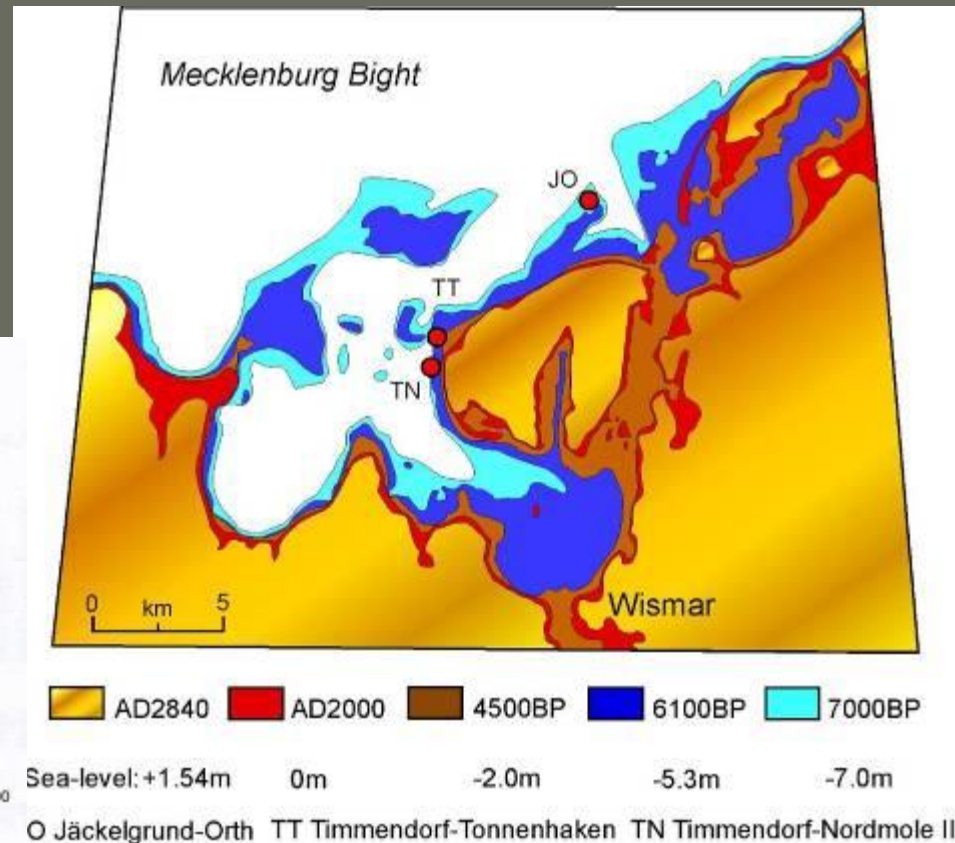 Mecklenburg Bight
JO
TT
TN
0 km 5
Wismar
AD2840 AD2000 4500BP 6100BP 7000BP
Sea-level: +1.54m 0m -2.0m -5.3m -7.0m
O Jäckelgrund-Orth TT Timmendorf-Tonnenhaken TN Timmendorf-Nordmole II